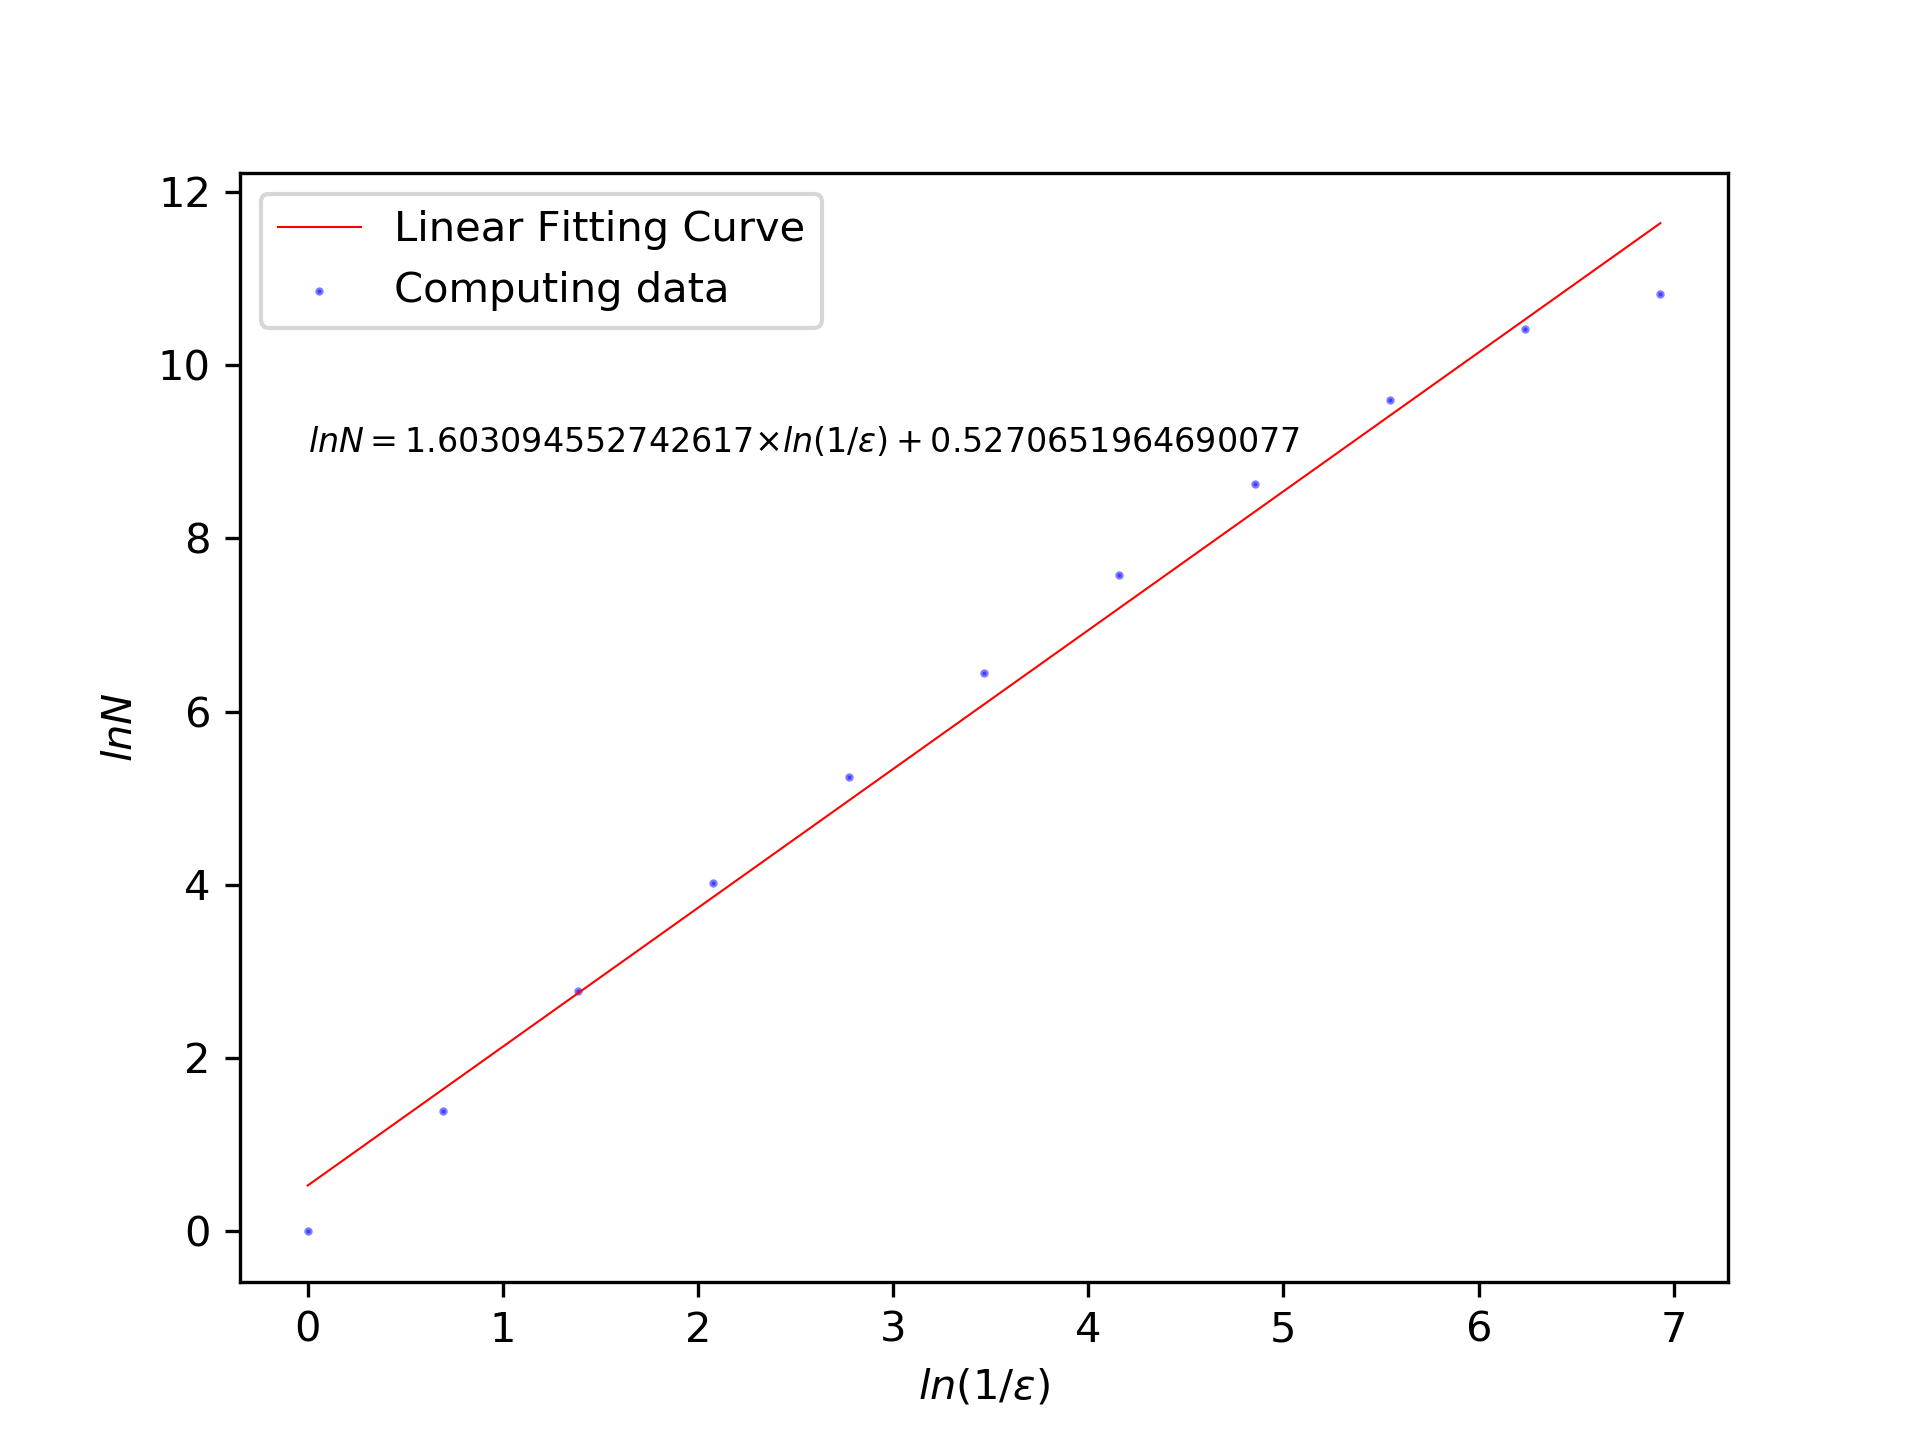 12
Linear Fitting Curve
Computing data
10
lnN = 1.603094552742617×ln(1/ε) + 0.5270651964690077
8
lnN
6
4
2
0
0 1 2 3 4 5 6 7
ln(1/ε)